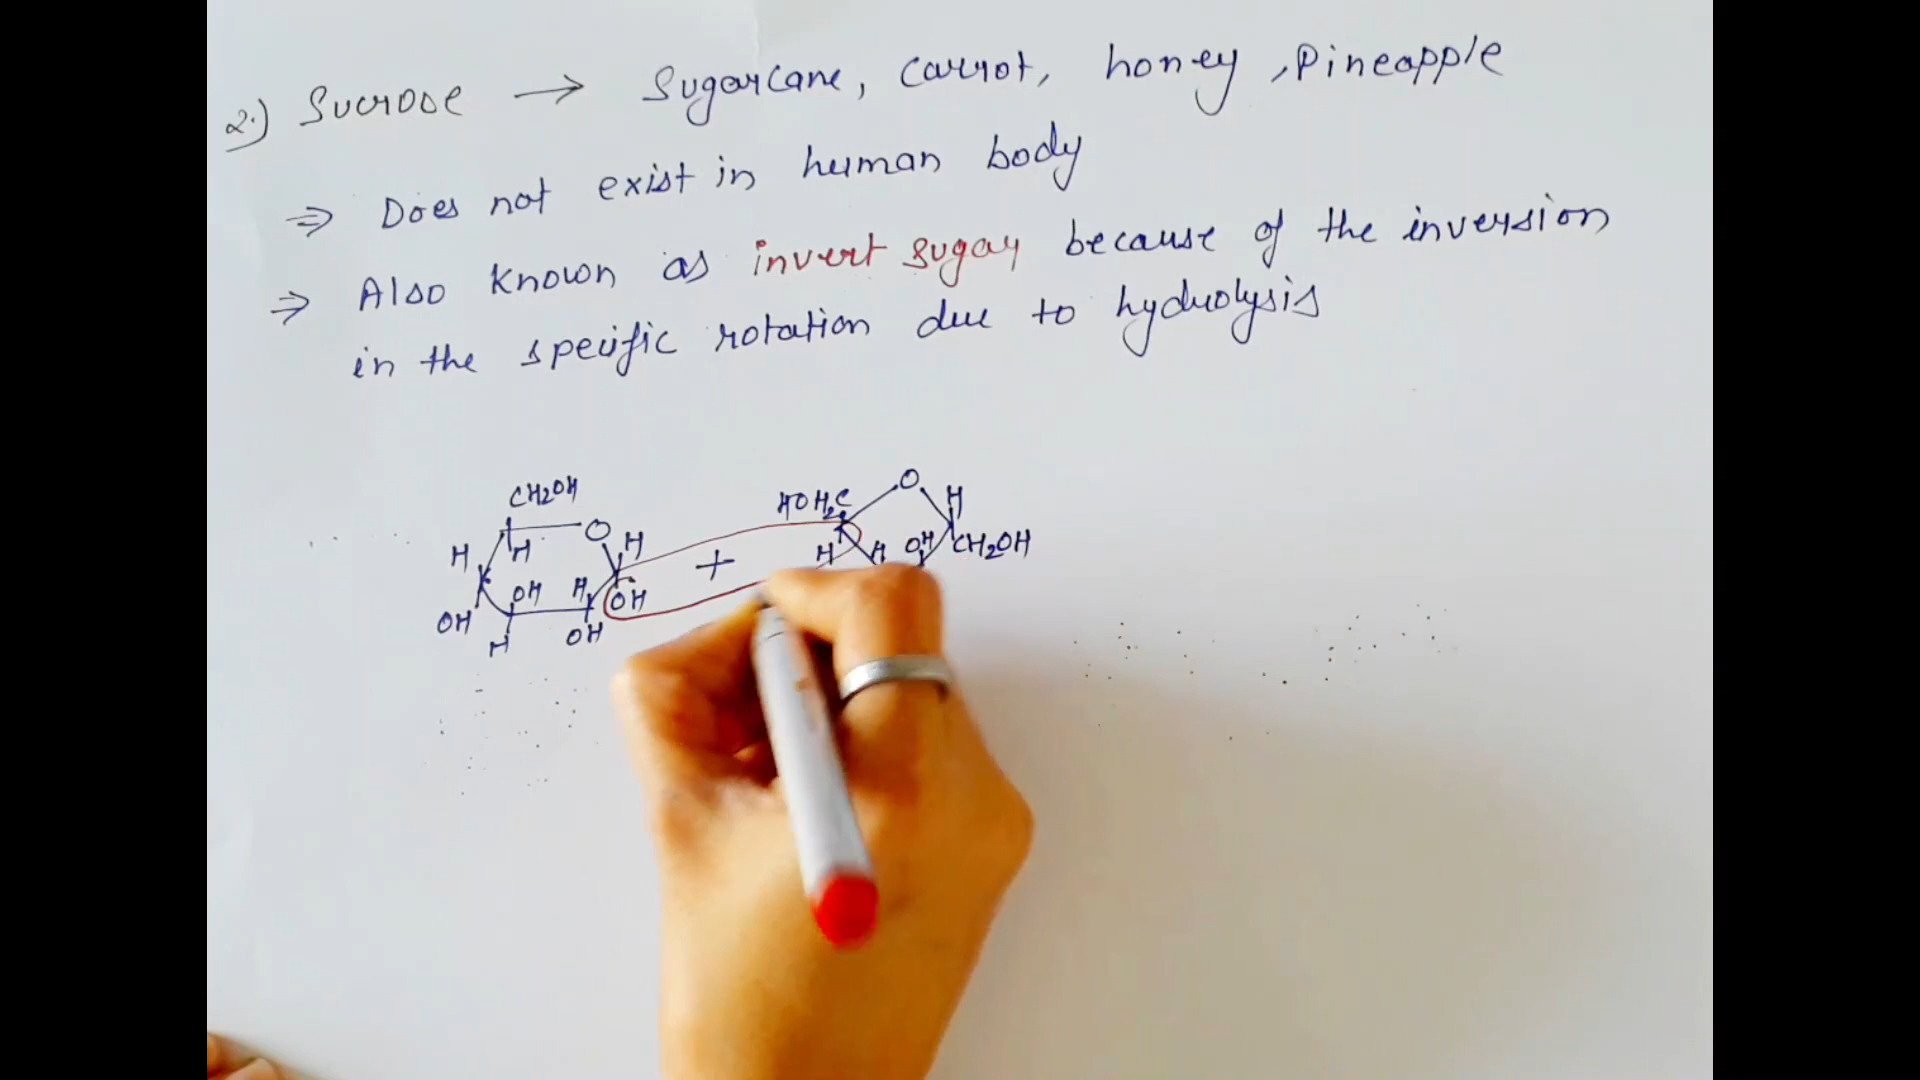 2.) Sucrose → Sugarcane, Carrot, honey, Pineapple
⇒ Does not exist in human body
⇒ Also known as invert sugar because of the inversion
in the specific rotation due to hydrolysis
CH2OH
O
H
H
H
OH
OH
H
H
OH
OH
+
HOH2C
O
H
CH2OH
H
H
OH